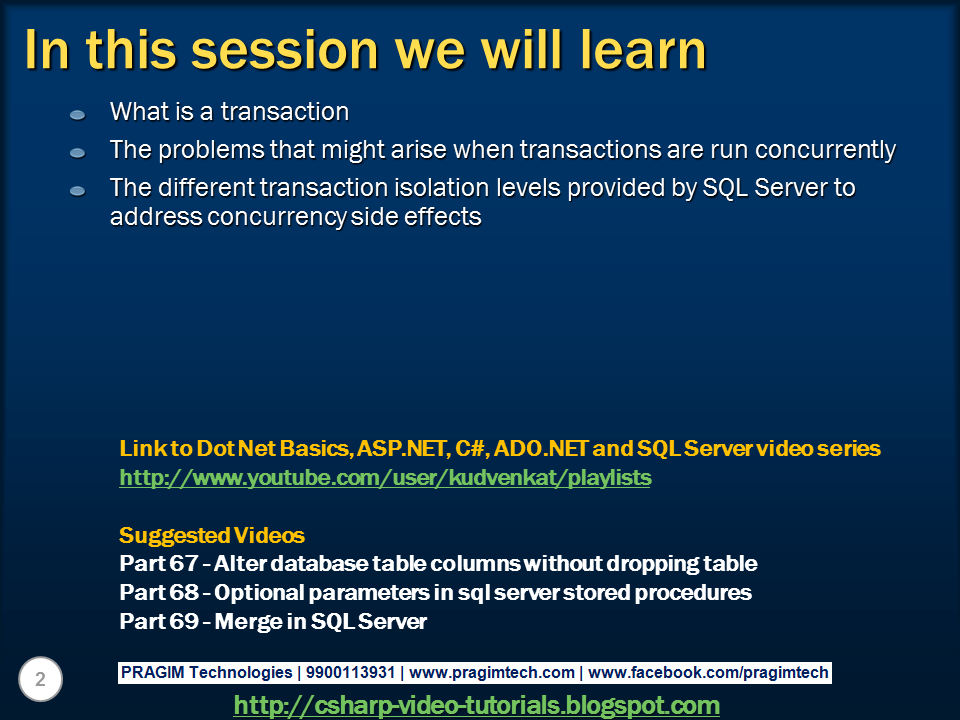 In this session we will learn
What is a transaction
The problems that might arise when transactions are run concurrently
The different transaction isolation levels provided by SQL Server to
address concurrency side effects
Link to Dot Net Basics, ASP.NET, C#, ADO.NET and SQL Server video series
http://www.youtube.com/user/kudvenkat/playlists
Suggested Videos
Part 67 - Alter database table columns without dropping table
Part 68 - Optional parameters in sql server stored procedures
Part 69 - Merge in SQL Server
2
PRAGIM Technologies | 9900113931 | www.pragimtech.com | www.facebook.com/pragimtech
http://csharp-video-tutorials.blogspot.com